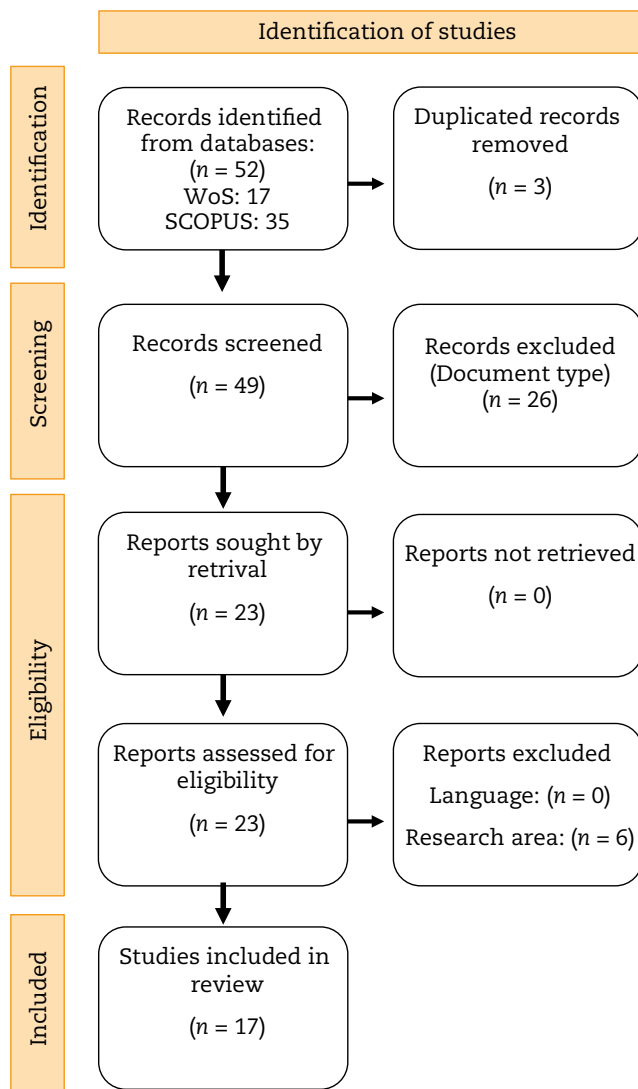 Identification of studies
Identification
Records identified
from databases:
(n = 52)
WoS: 17
SCOPUS: 35
Duplicated records
removed
(n = 3)
Screening
Records screened
(n = 49)
Records excluded
(Document type)
(n = 26)
Eligibility
Reports sought by
retrival
(n = 23)
Reports not retrieved
(n = 0)
Reports assessed for
eligibility
(n = 23)
Reports excluded
Language: (n = 0)
Research area: (n = 6)
Included
Studies included in
review
(n = 17)